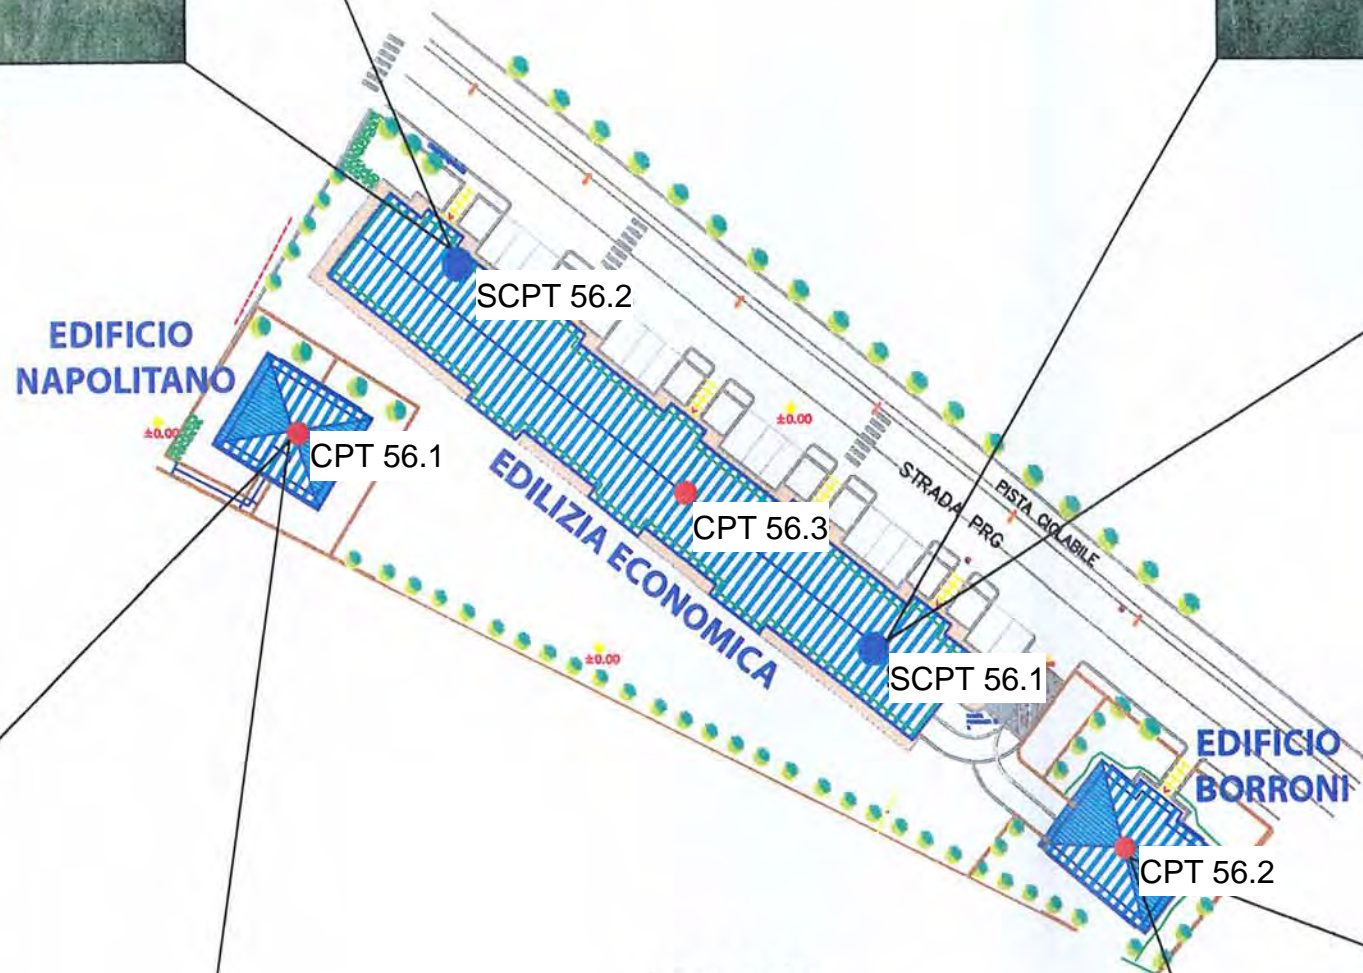 SCPT 56.2
EDIFICIO
NAPOLITANO
±0.00
CPT 56.1
±0.00
EDILIZIA ECONOMICA
CPT 56.3
STRADA PRG
PISTA CICLABILE
±0.00
SCPT 56.1
EDIFICIO
BORRONI
CPT 56.2